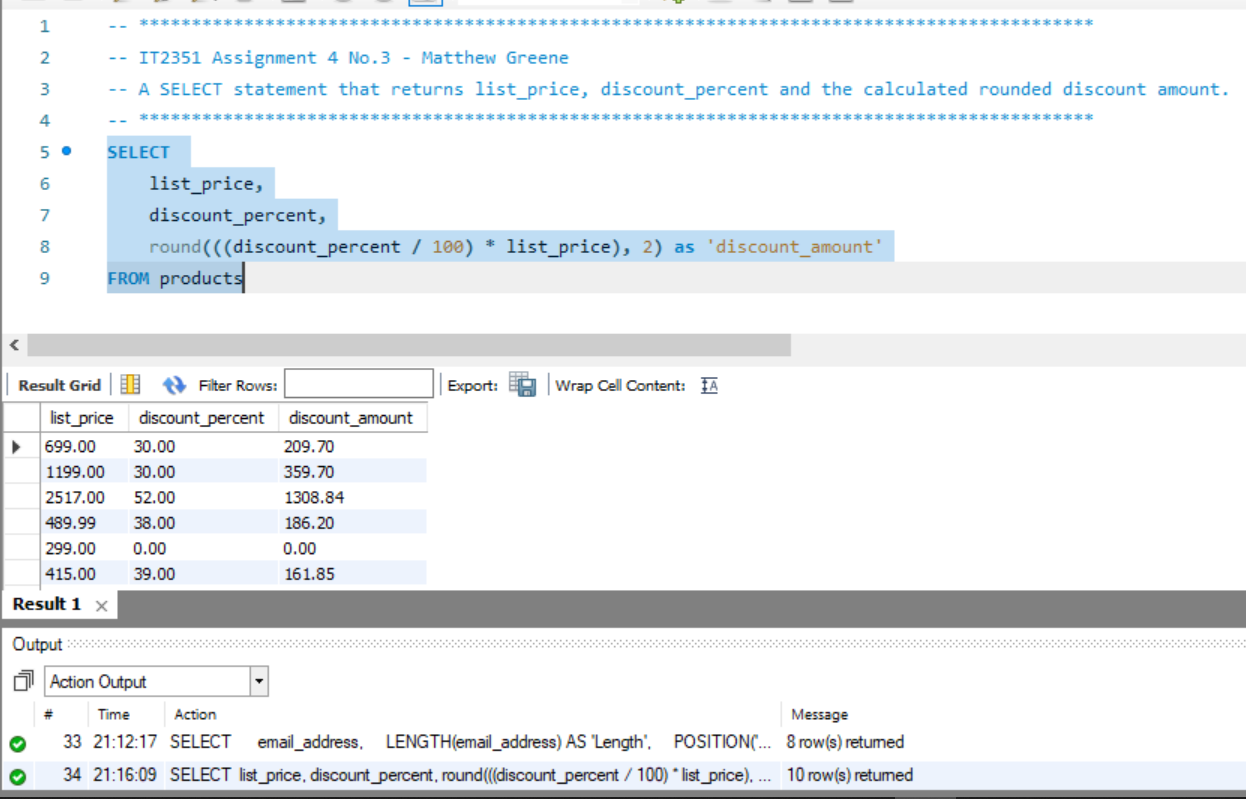 1 -- *******************************************************************************************
2 -- IT2351 Assignment 4 No.3 - Matthew Greene
3 -- A SELECT statement that returns list_price, discount_percent and the calculated rounded discount amount.
4 -- *******************************************************************************************
5 SELECT
6 list_price,
7 discount_percent,
8 round(((discount_percent / 100) * list_price), 2) as 'discount_amount'
9 FROM products
Result Grid Filter Rows: Export: Wrap Cell Content:
list_price discount_percent discount_amount
699.00 30.00 209.70
1199.00 30.00 359.70
2517.00 52.00 1308.84
489.99 38.00 186.20
299.00 0.00 0.00
415.00 39.00 161.85
Result 1
Output
Action Output
# Time Action Message
33 21:12:17 SELECT email_address, LENGTH(email_address) AS 'Length', POSITION('... 8 row(s) returned
34 21:16:09 SELECT list_price, discount_percent, round(((discount_percent / 100) * list_price), ... 10 row(s) returned